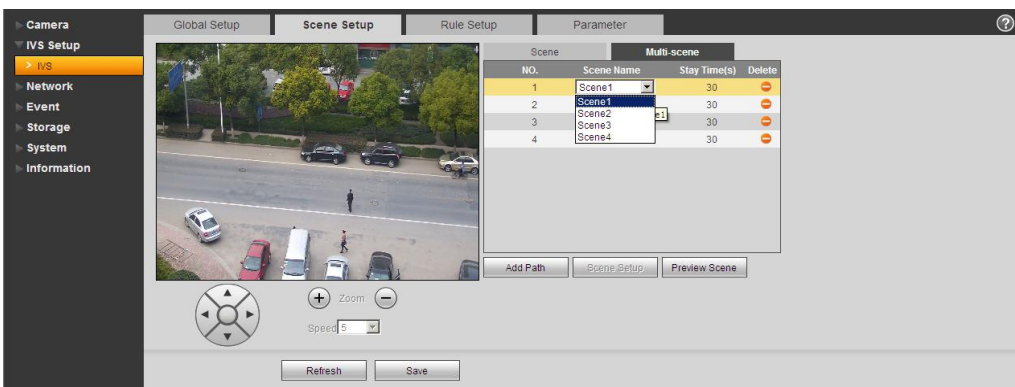 Camera
IVS Setup
> IVS
Network
Event
Storage
System
Information
Global Setup
Scene Setup
Rule Setup
Parameter
?
Scene
Multi-scene
NO. Scene Name Stay Time(s) Delete
1 Scene1 30
2 30
3 30
4 30
Scene1
Scene2
Scene3
Scene4
e1
Add Path
Scene Setup
Preview Scene
Zoom
Speed 5
Refresh
Save